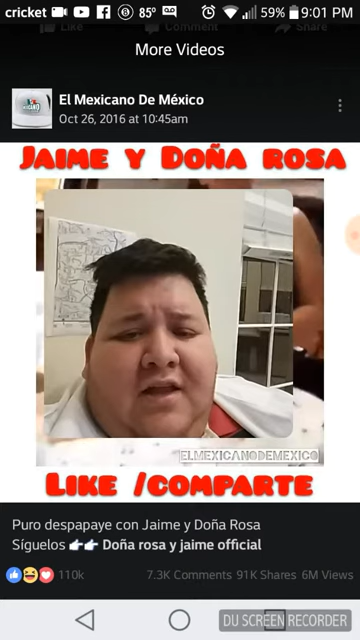 cricket 85° 59% 9:01 PM
Like Comment Share
More Videos
El Mexicano De México
Oct 26, 2016 at 10:45am
JAIME Y DOÑA ROSA
ELMEXICANODEMEXICO
LIKE /COMPARTE
Puro despapaye con Jaime y Doña Rosa
Síguelos 👉👉 Doña rosa y jaime official
110k 7.3K Comments 91K Shares 6M Views
DU SCREEN RECORDER